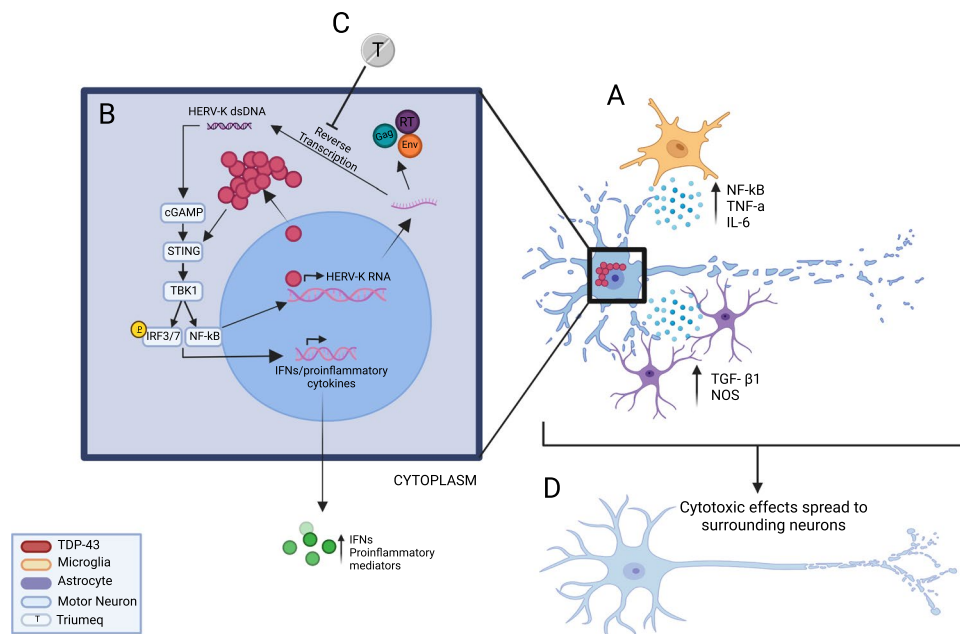 C
T
B
HERV-K dsDNA
Reverse
Transcription
RT
Gag
Env
cGAMP
STING
TBK1
P
IRF3/7
NF-kB
HERV-K RNA
IFNs/proinflammatory
cytokines
CYTOPLASM
IFNs
Proinflammatory
mediators
A
NF-kB
TNF-a
IL-6
TGF- β1
NOS
D
Cytotoxic effects spread to
surrounding neurons
TDP-43
Microglia
Astrocyte
Motor Neuron
T
Triumeq